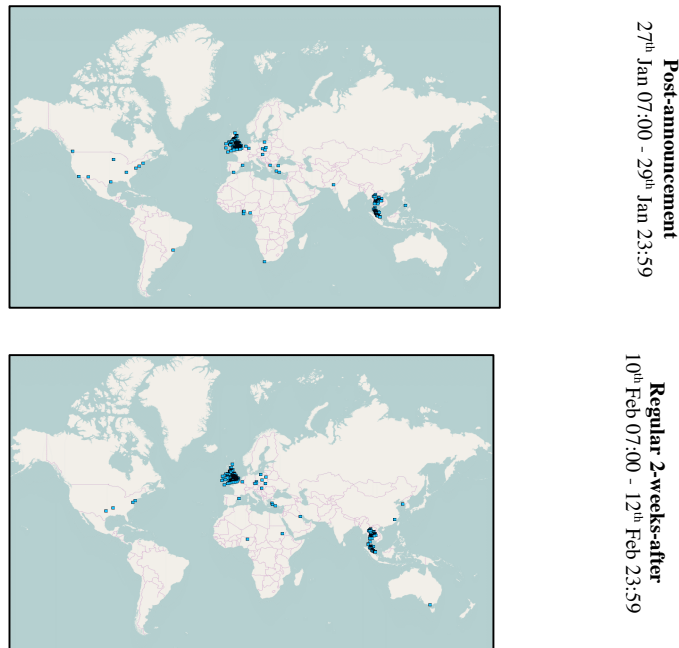 Post-announcement
27th Jan 07:00 - 29th Jan 23:59
Regular 2-weeks-after
10th Feb 07:00 - 12th Feb 23:59